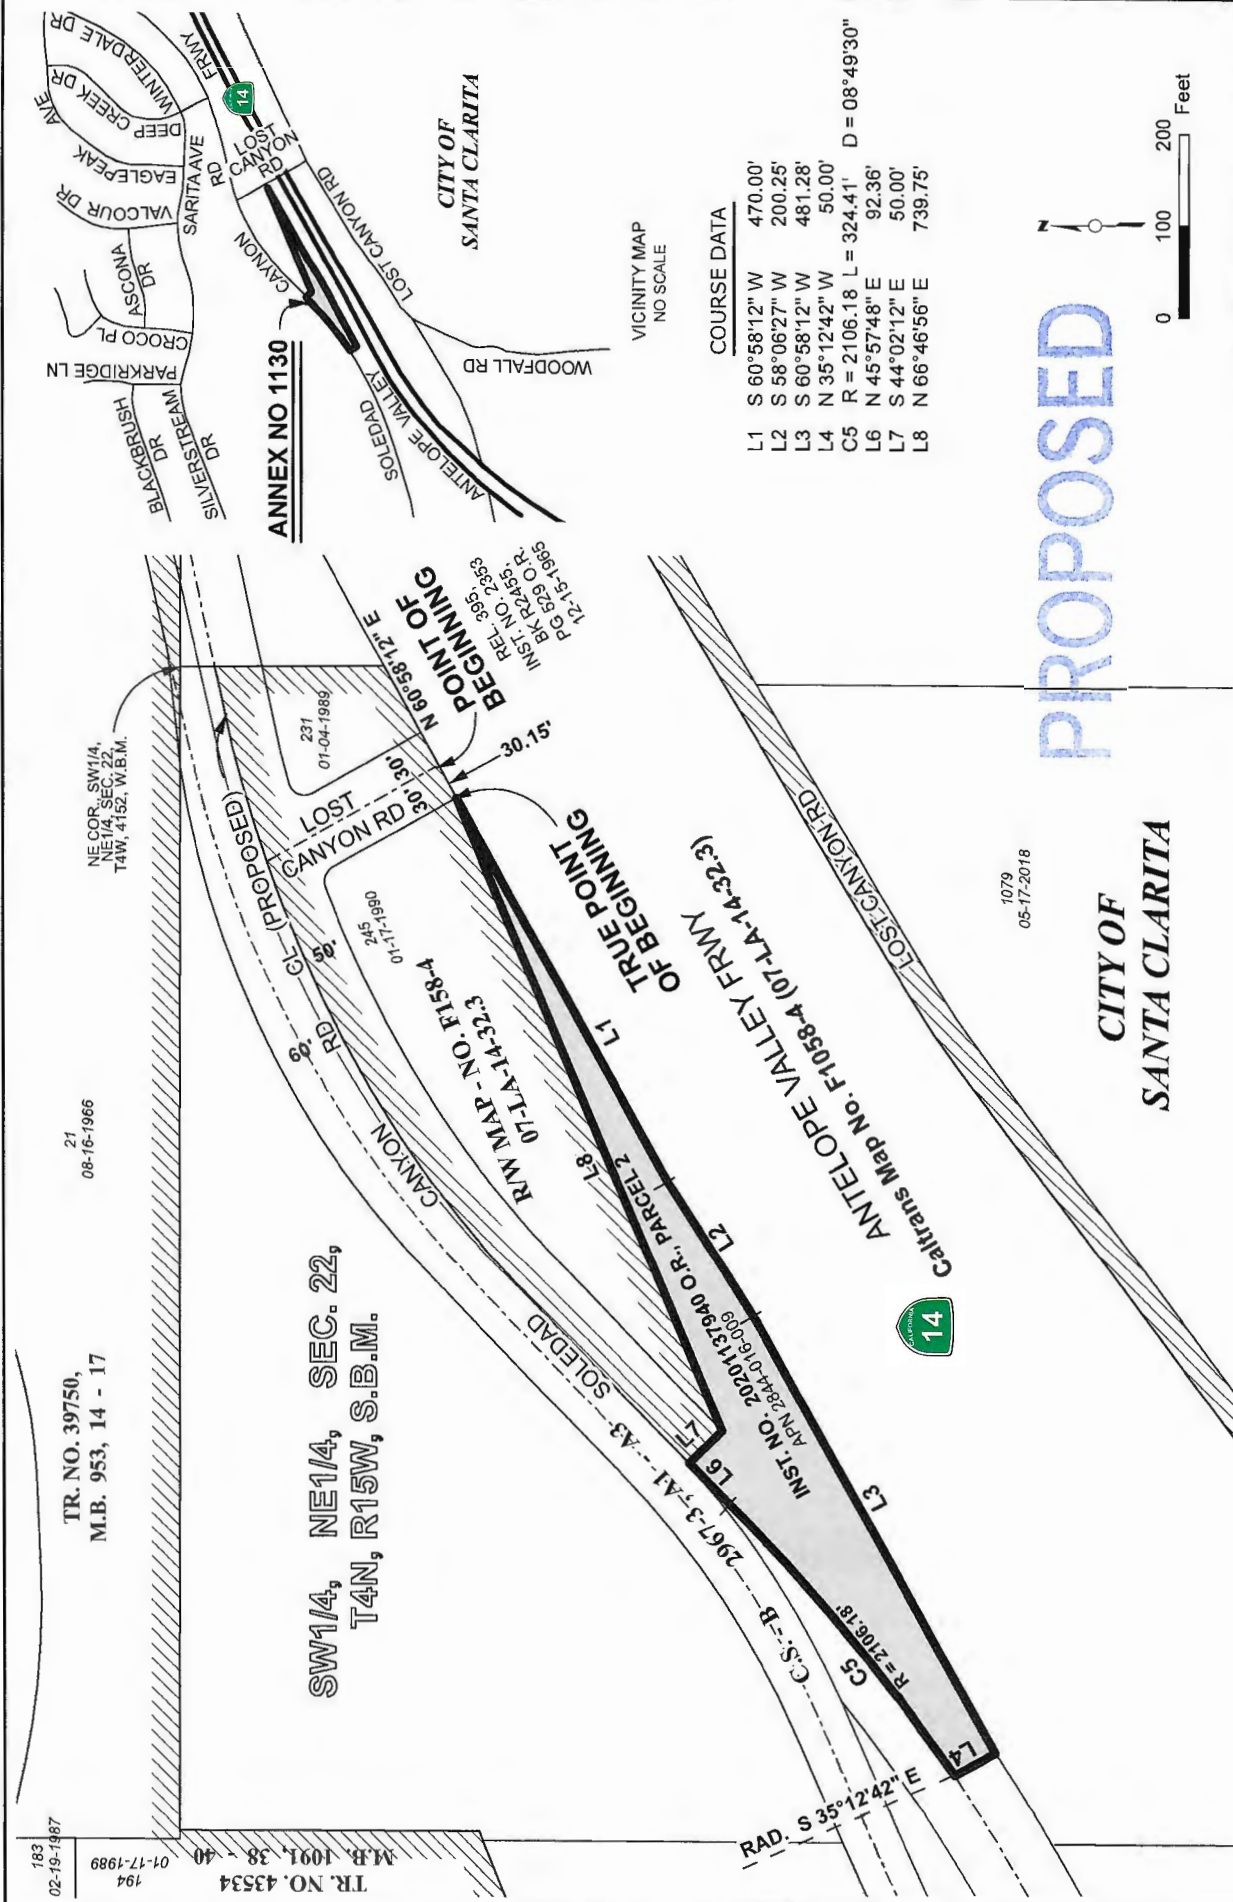 183
02-19-1987
194
01-17-1989
TR. NO. 43534
M.B. 1091, 38 - 40
TR. NO. 39750,
M.B. 953, 14 - 17
21
08-16-1966
SW1/4, NE1/4, SEC. 22,
T4N, R15W, S.B.M.
NE COR., SW1/4,
NE1/4, SEC. 22,
T4W, 4152, W.B.M.
60'
50'
CL (PROPOSED)
SOLEDAD
CANYON
RD
C.S. - B - 2967-3, A1 - A3
231
01-04-1989
LOST
CANYON RD
30'
30'
245
01-17-1990
R/W MAP - NO. F158-4
07-LA-14-32.3
N 60°58'12" E
POINT OF
BEGINNING
REL. 395,
INST. NO. 2353
BK R2455,
PG 629 O.R.
12-15-1965
30.15'
TRUE POINT
OF BEGINNING
L1
L2
L3
L4
C5
R = 2106.18'
L6
L7
L8
INST. NO. 20201137940 O.R., PARCEL 2
APN 2844-016-009
RAD. S 35°12'42" E
ANTELOPE VALLEY FRWY
Caltrans Map No. F1058-4 (07-LA-14-32.3)
CALIFORNIA
14
LOST CANYON RD
1079
05-17-2018
CITY OF
SANTA CLARITA
PROPOSED
BLACKBRUSH
DR
SILVERSTREAM
DR
PARKRIDGE LN
CROCO PL
ASCONA
DR
VALCOUR DR
EAGLEPEAK
AVE
DEEP CREEK DR
WINTERDALE DR
SARITA AVE
ANNEX NO 1130
SOLEDAD
CAYNON
RD
LOST
CANYON
RD
ANTELOPE VALLEY
FRWY
14
LOST CANYON RD
WOODFALL RD
CITY OF
SANTA CLARITA
VICINITY MAP
NO SCALE
COURSE DATA
L1 S 60°58'12" W 470.00'
L2 S 58°06'27" W 200.25'
L3 S 60°58'12" W 481.28'
L4 N 35°12'42" W 50.00'
C5 R = 2106.18 L = 324.41' D = 08°49'30"
L6 N 45°57'48" E 92.36'
L7 S 44°02'12" E 50.00'
L8 N 66°46'56" E 739.75'
N
0 100 200
Feet